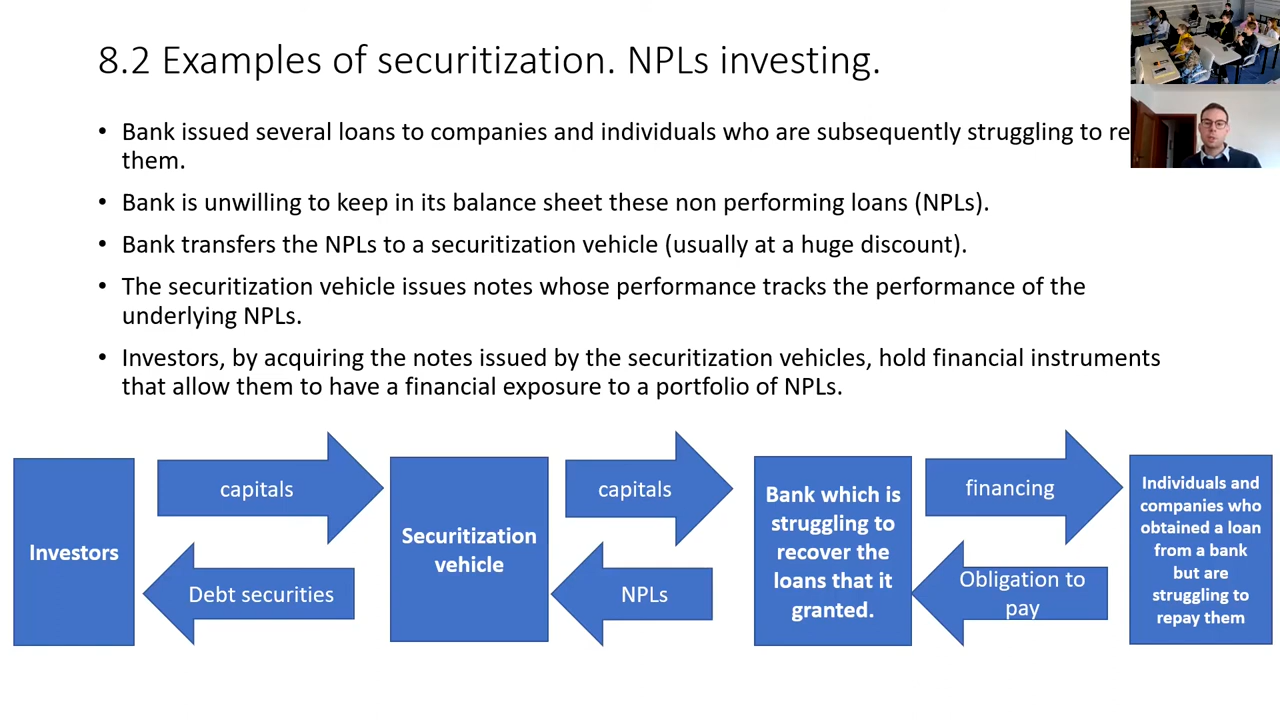 8.2 Examples of securitization. NPLs investing.
• Bank issued several loans to companies and individuals who are subsequently struggling to
them.
• Bank is unwilling to keep in its balance sheet these non performing loans (NPLs).
• Bank transfers the NPLs to a securitization vehicle (usually at a huge discount).
• The securitization vehicle issues notes whose performance tracks the performance of the
underlying NPLs.
• Investors, by acquiring the notes issued by the securitization vehicles, hold financial instruments
that allow them to have a financial exposure to a portfolio of NPLs.
Investors
capitals
Debt securities
Securitization
vehicle
capitals
NPLs
Bank which is
struggling to
recover the
loans that it
granted.
financing
Obligation to
pay
Individuals and
companies who
obtained a loan
from a bank
but are
struggling to
repay them